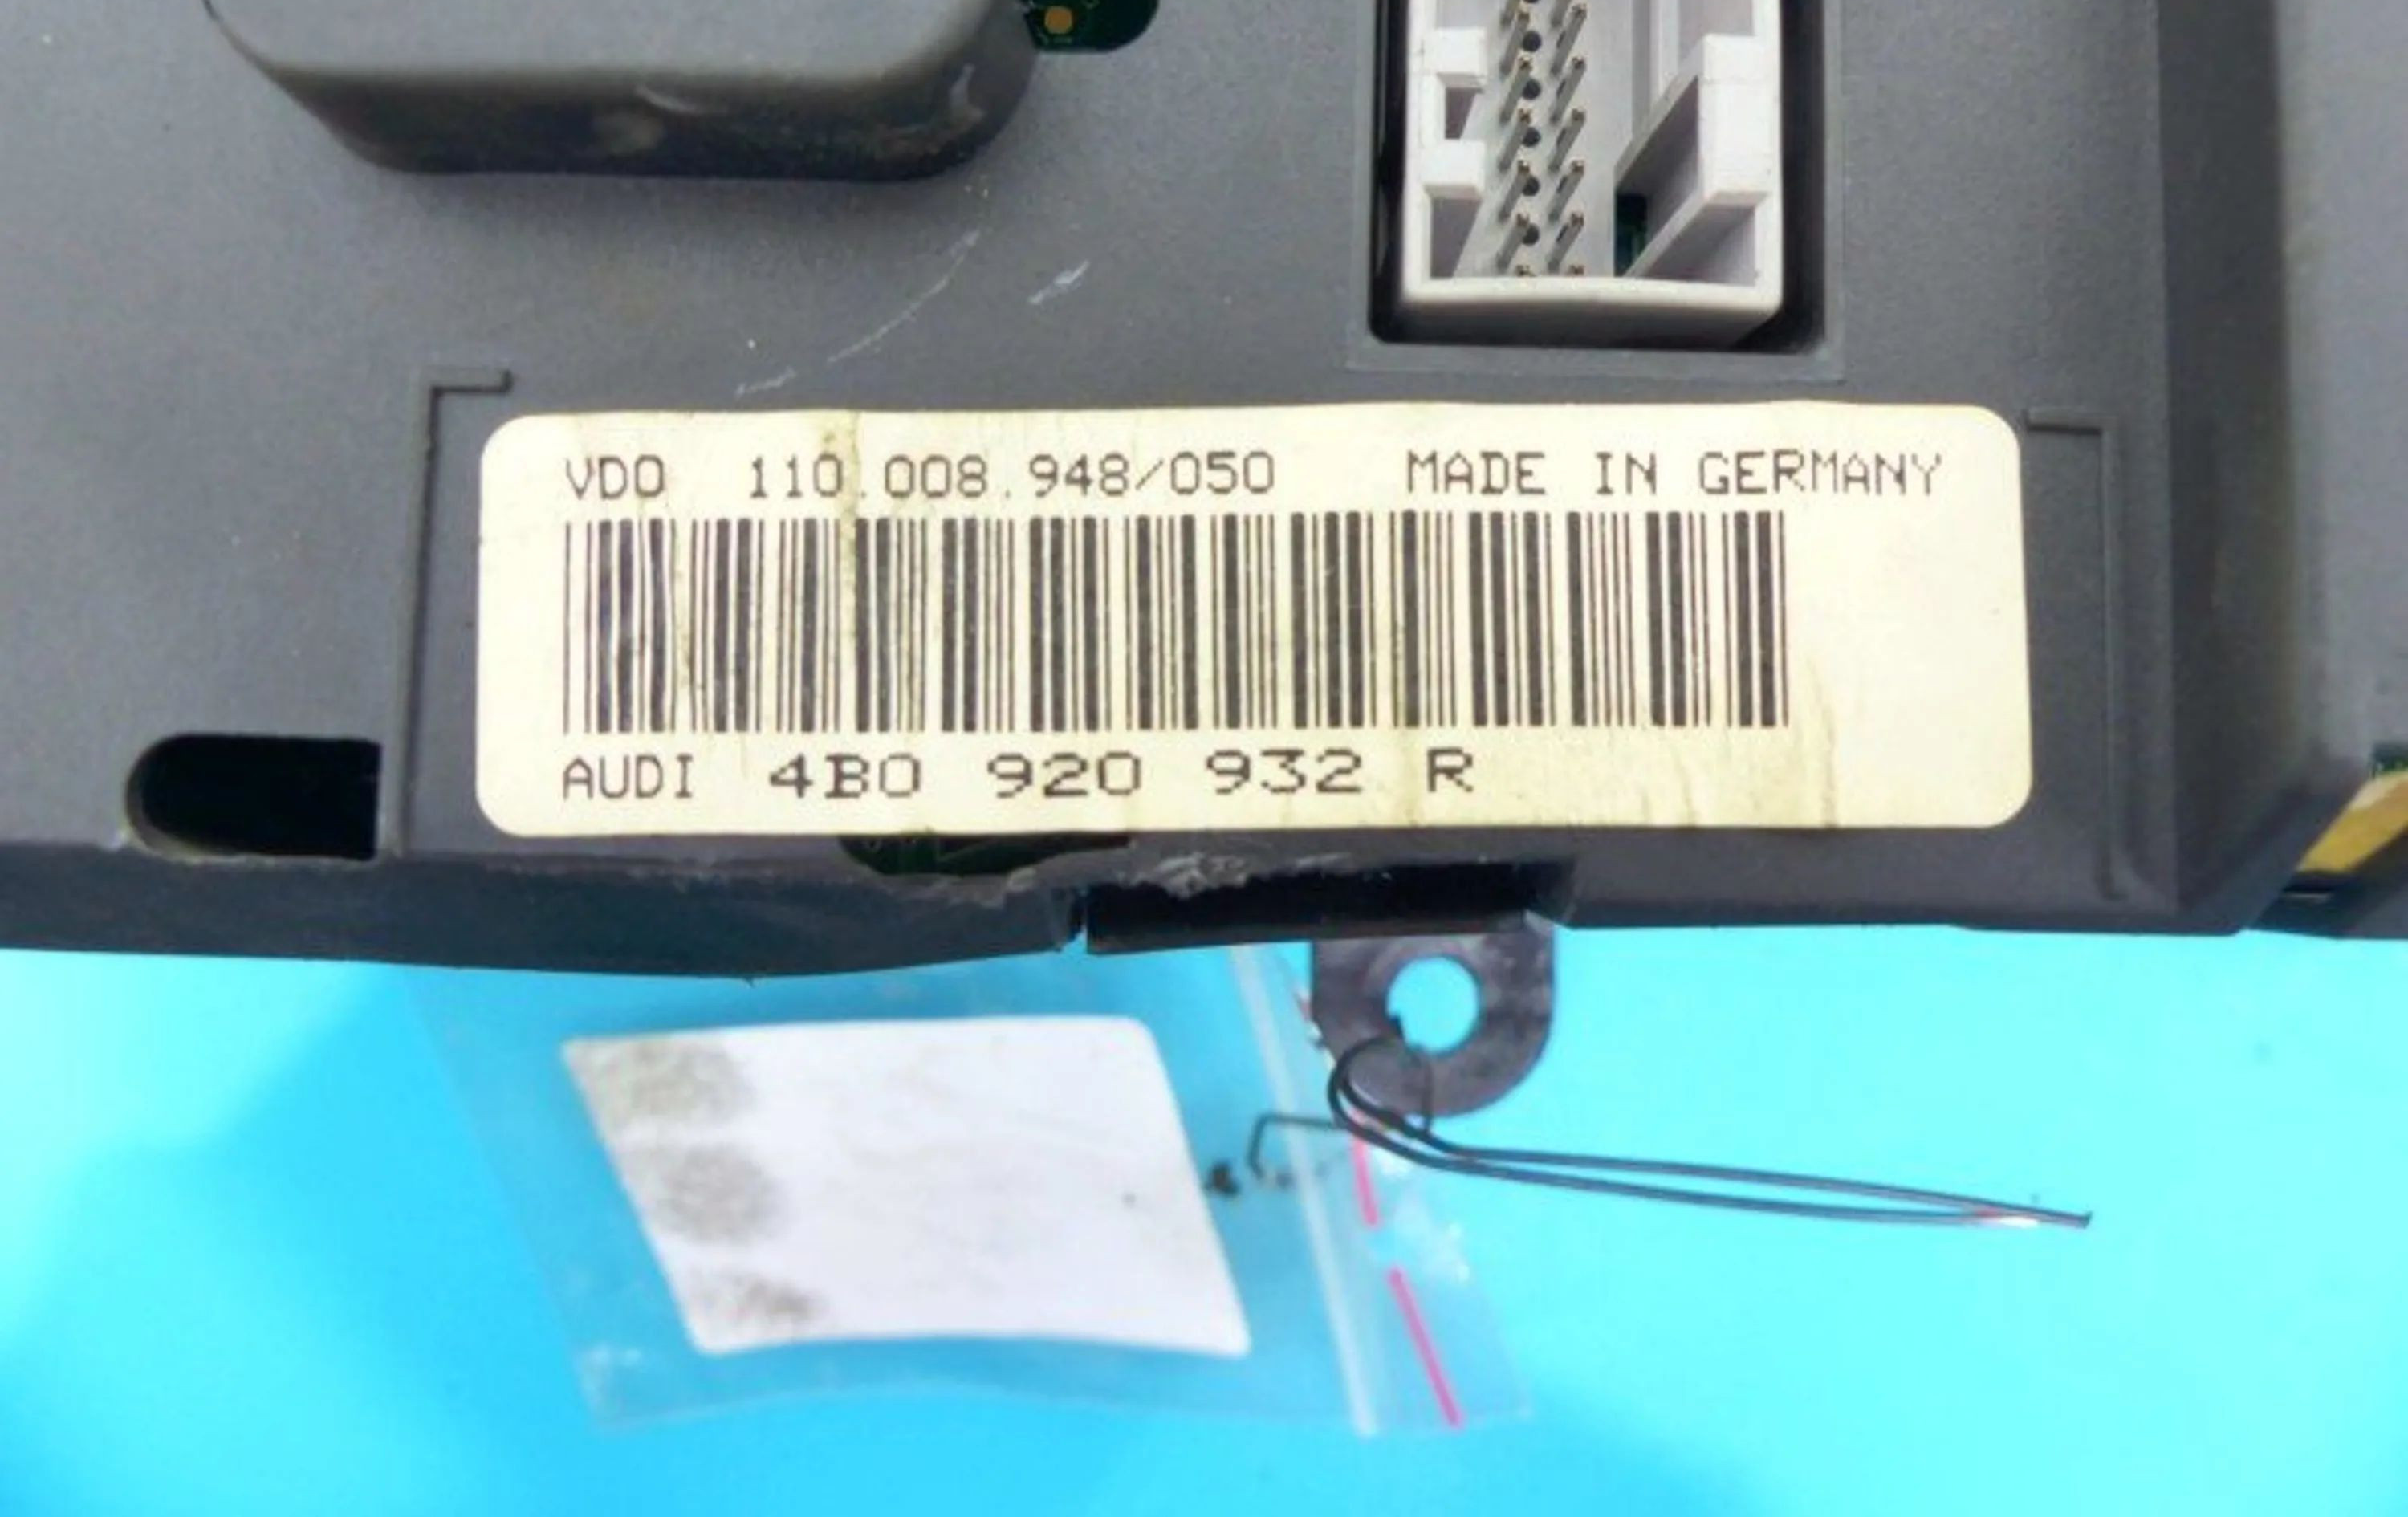 VDO 110.008.948/050 MADE IN GERMANY
AUDI 4B0 920 932 R